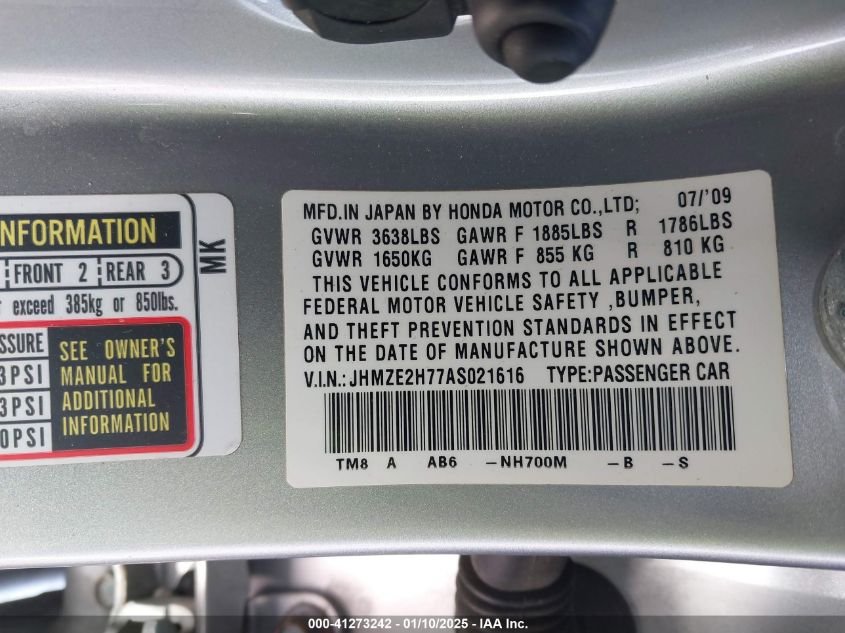 INFORMATION
FRONT 2 REAR 3
exceed 385kg or 850lbs.
SEE OWNER'S
MANUAL FOR
ADDITIONAL
INFORMATION
MK
MFD.IN JAPAN BY HONDA MOTOR CO.,LTD; 07/'09
GVWR 3638LBS GAWR F 1885LBS R 1786LBS
GVWR 1650KG GAWR F 855 KG R 810 KG
THIS VEHICLE CONFORMS TO ALL APPLICABLE
FEDERAL MOTOR VEHICLE SAFETY ,BUMPER,
AND THEFT PREVENTION STANDARDS IN EFFECT
ON THE DATE OF MANUFACTURE SHOWN ABOVE.
V.I.N.:JHMZE2H77AS021616 TYPE:PASSENGER CAR
TM8 A AB6 -NH700M -B -S
000-41273242 - 01/10/2025 - IAA Inc.